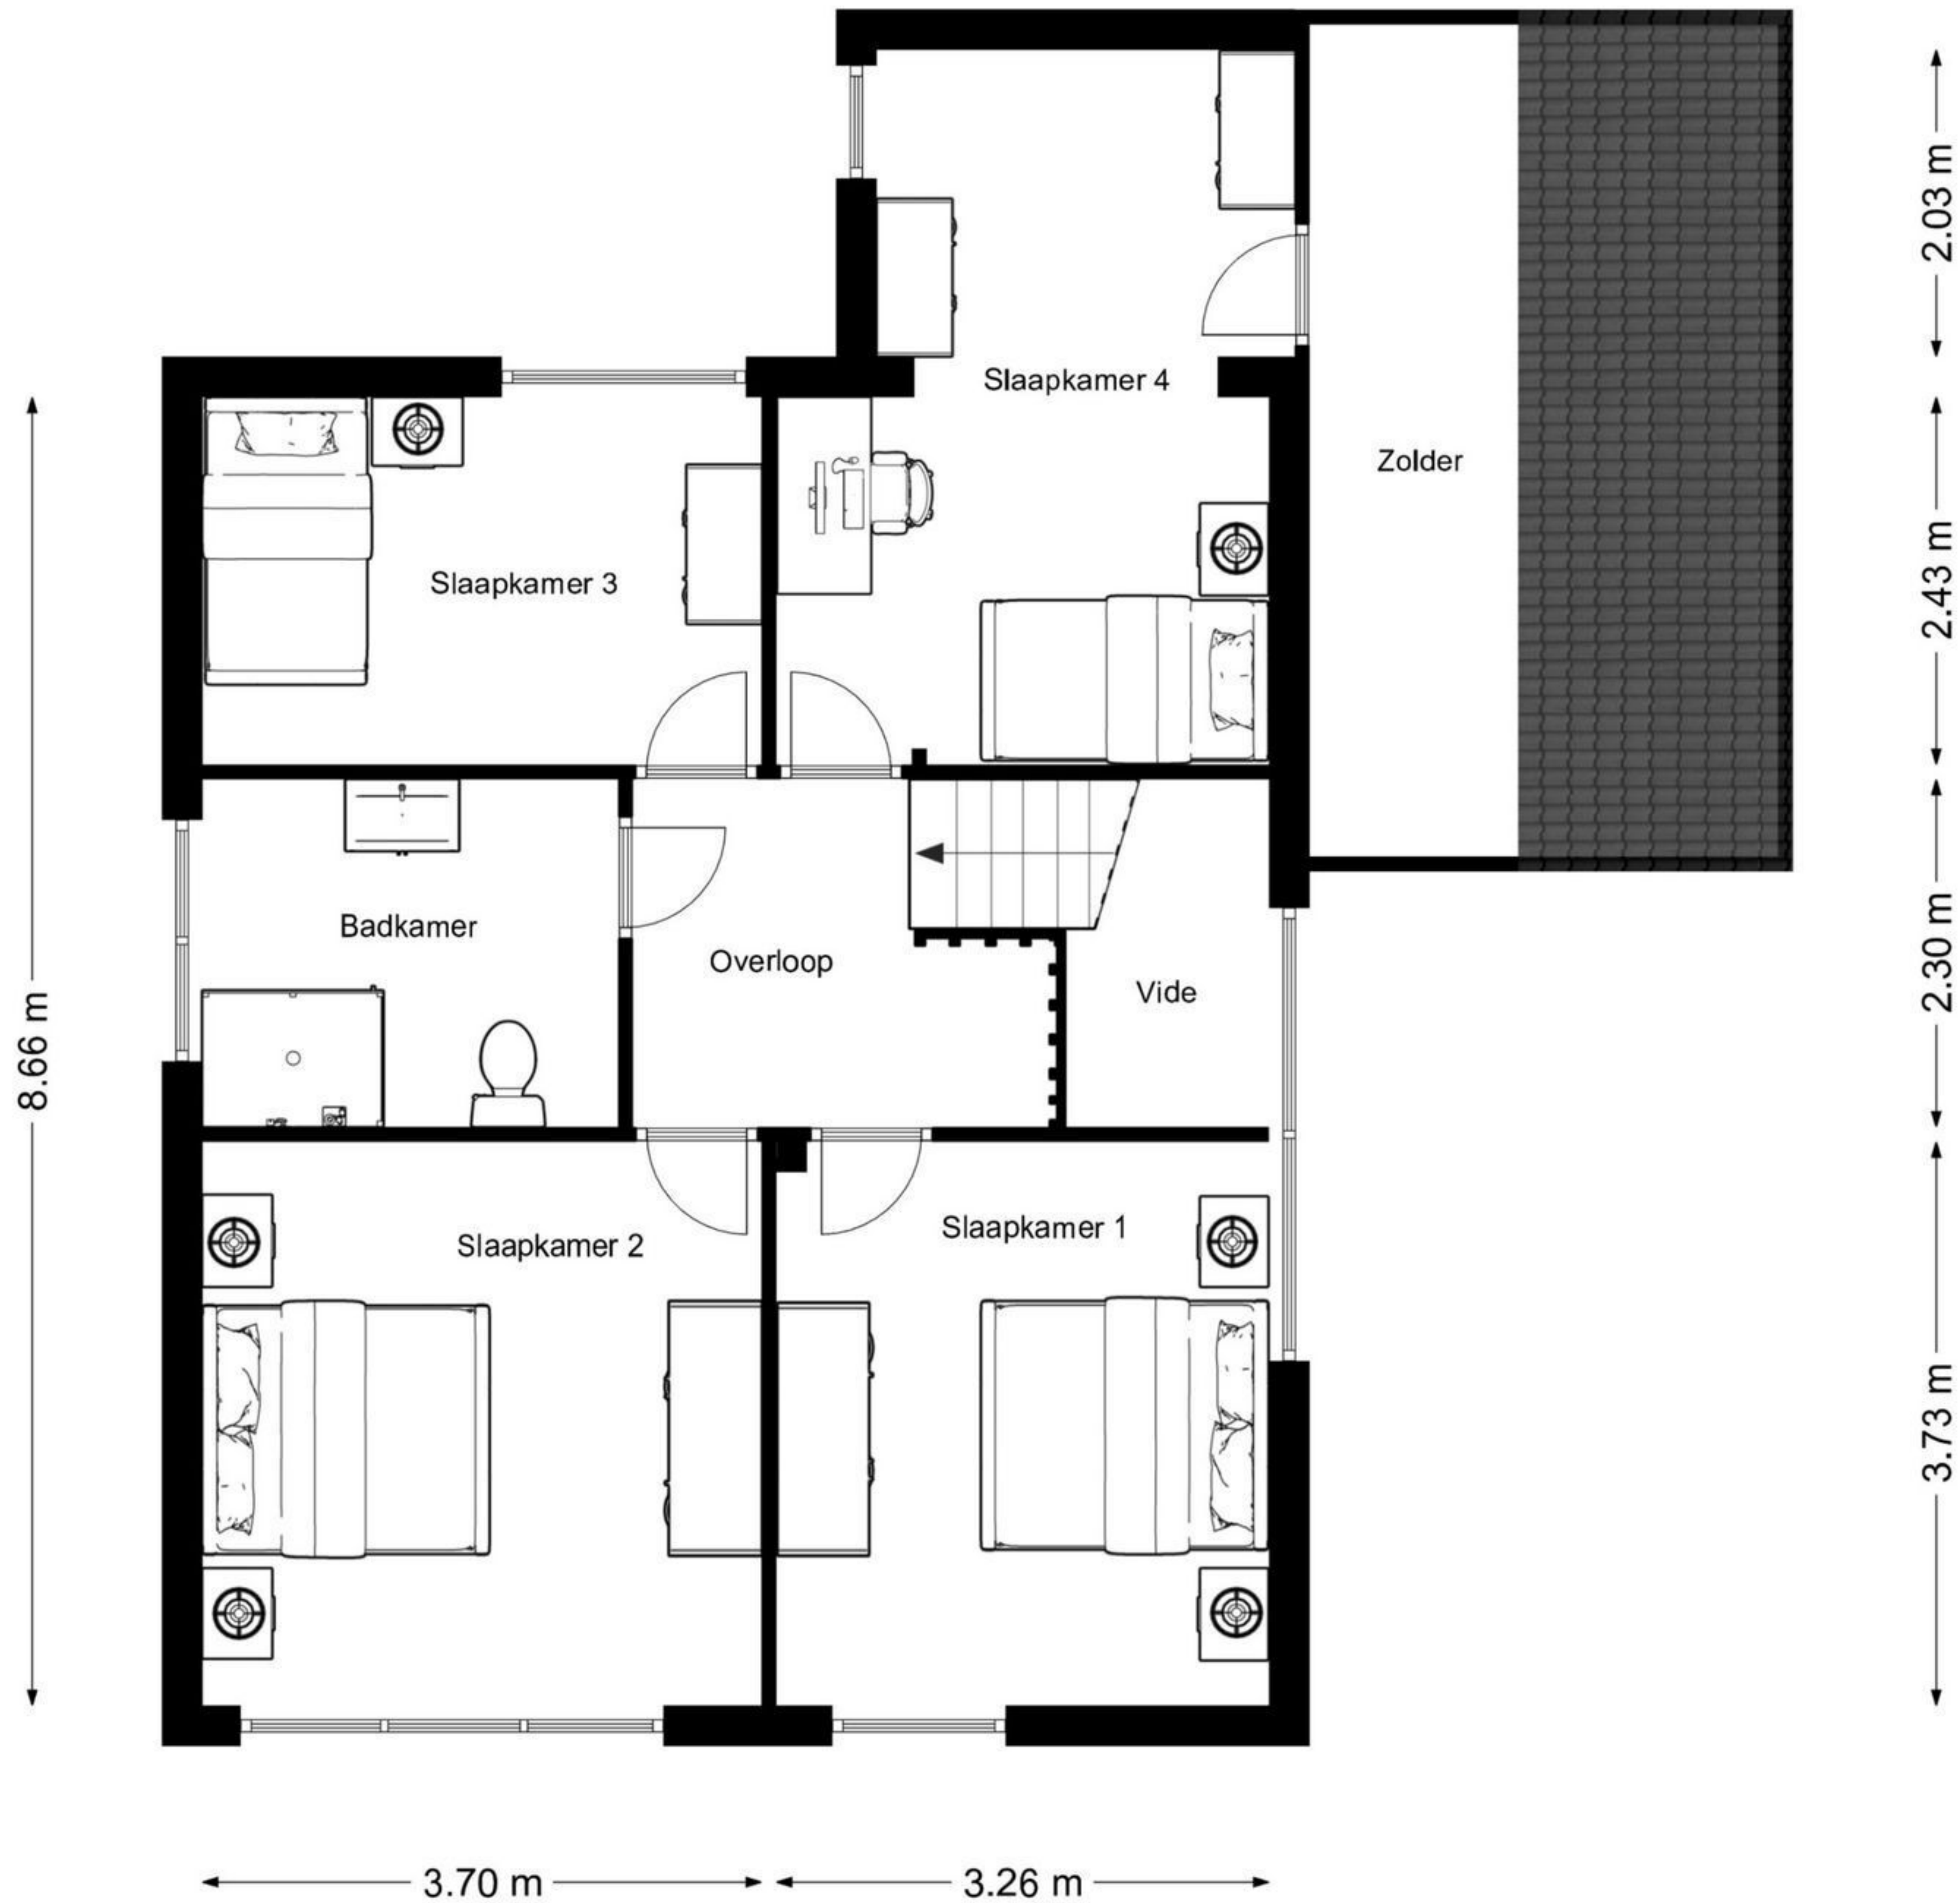 2.03 m
Slaapkamer 4
Zolder
2.43 m
Slaapkamer 3
Badkamer
Overloop
Vide
2.30 m
8.66 m
Slaapkamer 2
Slaapkamer 1
3.73 m
3.70 m
3.26 m